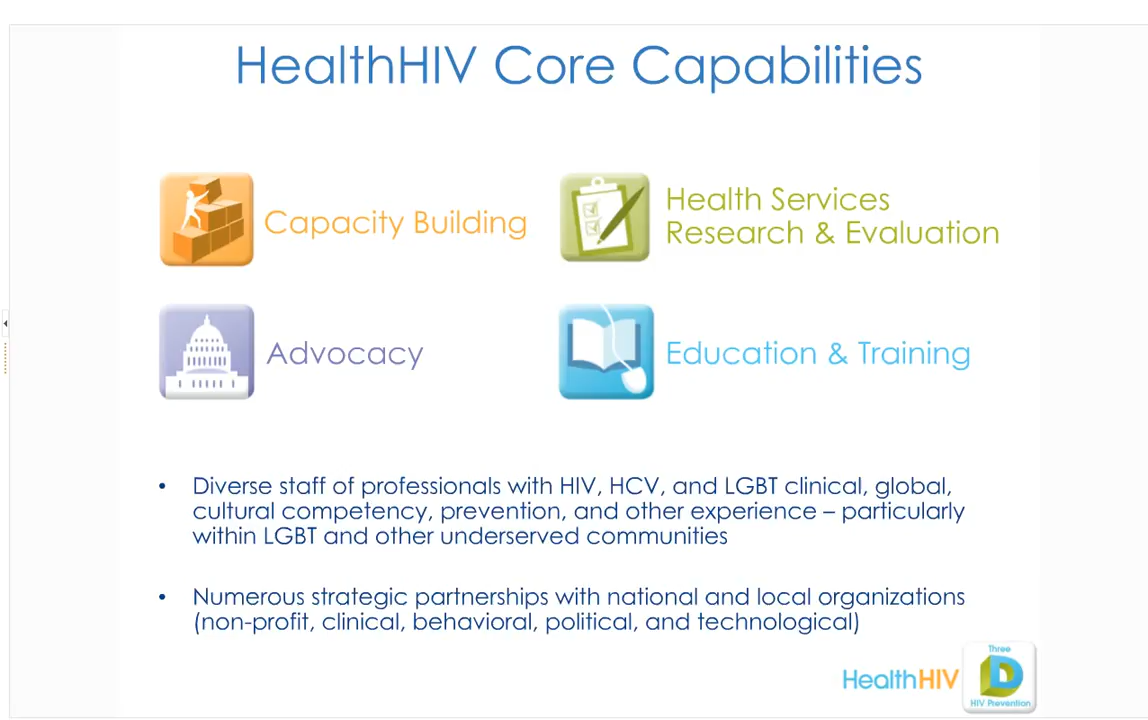 HealthHIV Core Capabilities
Capacity Building
Health Services
Research & Evaluation
Advocacy
Education & Training
• Diverse staff of professionals with HIV, HCV, and LGBT clinical, global,
cultural competency, prevention, and other experience – particularly
within LGBT and other underserved communities
• Numerous strategic partnerships with national and local organizations
(non-profit, clinical, behavioral, political, and technological)
HealthHIV
Three
D
HIV Prevention